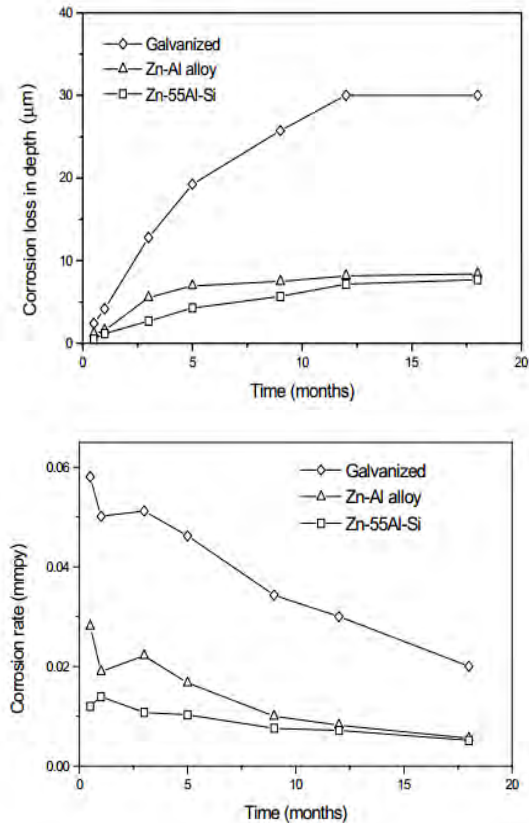 40
30
20
10
0
Corrosion loss in depth (μm)
Galvanized
Zn-Al alloy
Zn-55Al-Si
0 5 10 15 20
Time (months)
0.06
0.04
0.02
0.00
Corrosion rate (mmpy)
Galvanized
Zn-Al alloy
Zn-55Al-Si
0 5 10 15 20
Time (months)